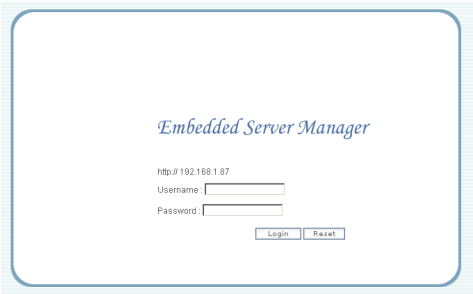 Embedded Server Manager
http:// 192.168.1.87
Username :
Password :
Login Reset